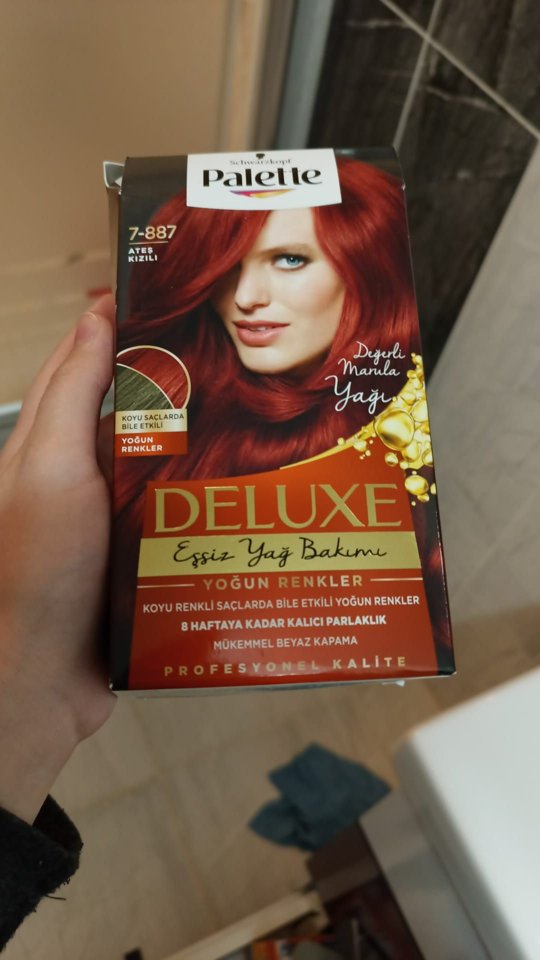 Schwarzkopf
Palette
7-887
ATEŞ
KIZILI
Değerli
Marula
Yağı
KOYU SAÇLARDA
BİLE ETKİLİ
YOĞUN
RENKLER
DELUXE
Eşsiz Yağ Bakımı
YOĞUN RENKLER
KOYU RENKLİ SAÇLARDA BİLE ETKİLİ YOĞUN RENKLER
8 HAFTAYA KADAR KALICI PARLAKLIK
MÜKEMMEL BEYAZ KAPAMA
PROFESYONEL KALİTE